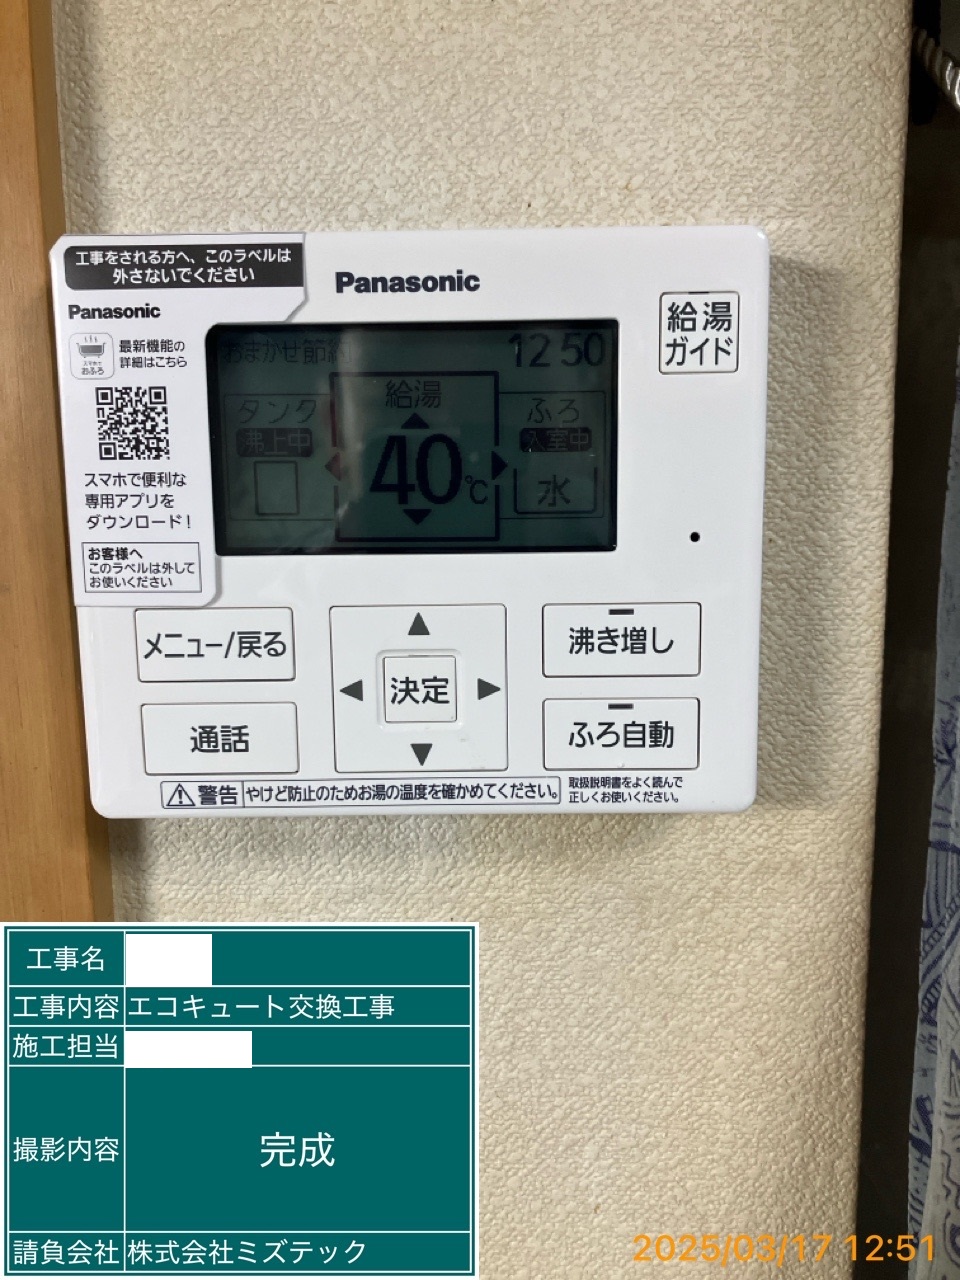 工事をされる方へ、このラベルは
外さないでください
Panasonic
スマホで
おふろ
最新機能の
詳細はこちら
スマホで便利な
専用アプリを
ダウンロード!
お客様へ
このラベルは外して
お使いください
Panasonic
給湯
ガイド
おまかせ節約
12 50
タンク
沸上中
給湯
40℃
ふろ
入室中
水
メニュー/戻る
通話
決定
沸き増し
ふろ自動
警告 やけど防止のためお湯の温度を確かめてください。
取扱説明書をよく読んで
正しくお使いください。
工事名
工事内容 エコキュート交換工事
施工担当
撮影内容 完成
請負会社 株式会社ミズテック
2025/03/17 12:51